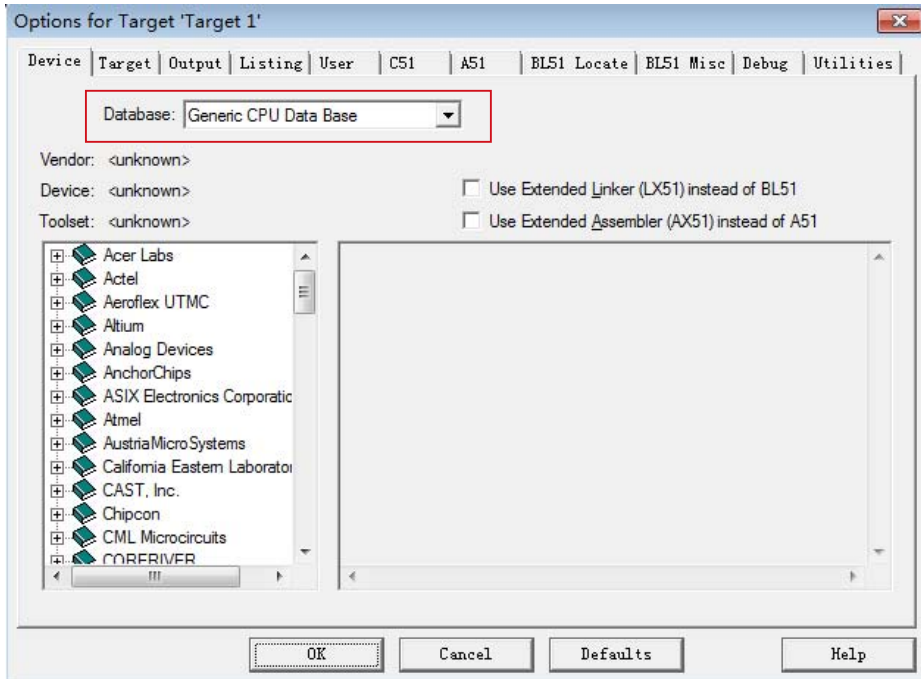 Options for Target 'Target 1'
Device Target Output Listing User C51 A51 BL51 Locate BL51 Misc Debug Utilities
Database: Generic CPU Data Base
Vendor: <unknown>
Device: <unknown>
Use Extended Linker (LX51) instead of BL51
Toolset: <unknown>
Use Extended Assembler (AX51) instead of A51
Acer Labs
Actel
Aeroflex UTMC
Altium
Analog Devices
AnchorChips
ASIX Electronics Corporatic
Atmel
AustriaMicroSystems
California Eastern Laborator
CAST, Inc.
Chipcon
CML Microcircuits
CORERIVER
OK Cancel Defaults Help